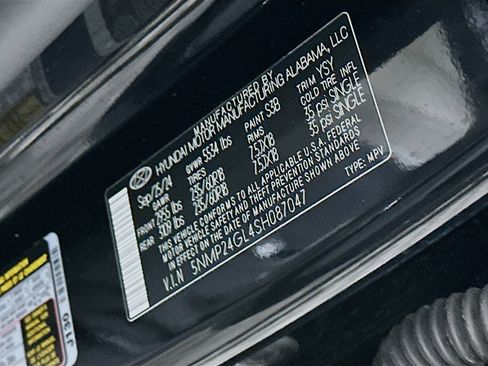 MANUFACTURED BY
HYUNDAI MOTOR MANUFACTURING ALABAMA, LLC
Sep/25/24 GVWR 5534 lbs PAINT S3B TRIM YSY
GAWR TIRES RIMS COLD TIRE INFL
FRONT lbs 235/60R18 7.5JX18 35 PSI SINGLE
REAR lbs 235/60R18 7.5JX18 35 PSI SINGLE
THIS VEHICLE CONFORMS TO ALL APPLICABLE U.S.A. FEDERAL
MOTOR VEHICLE SAFETY AND THEFT PREVENTION STANDARDS
IN EFFECT ON THE DATE OF MANUFACTURE SHOWN ABOVE
V.I.N 5NMP24GL4SH087047 TYPE: MPV